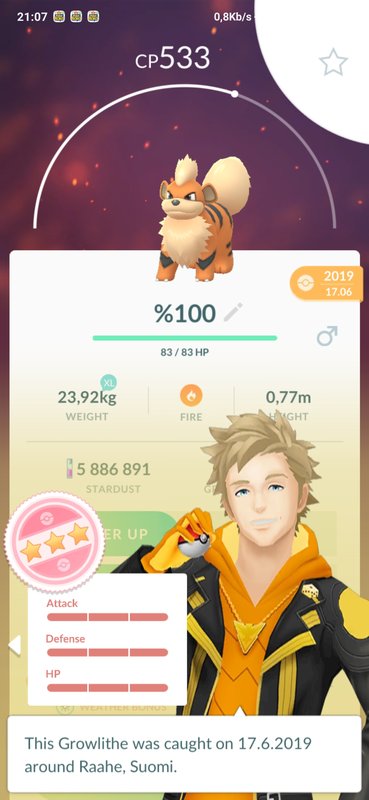 21:07
0,8Kb/s
CP533
2019
17.06
%100
83 / 83 HP
XL
23,92kg
WEIGHT
FIRE
0,77m
HEIGHT
5 886 891
STARDUST
ER UP
Attack
Defense
HP
WEATHER BONUS
This Growlithe was caught on 17.6.2019
around Raahe, Suomi.